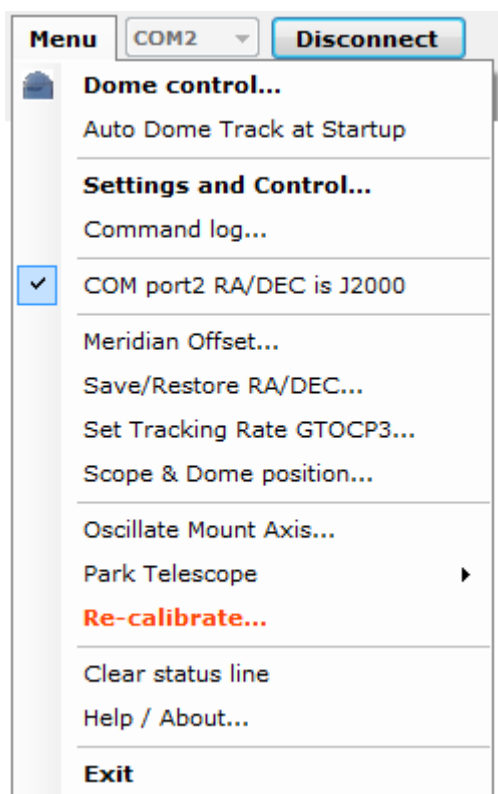 Menu COM2 Disconnect
Dome control...
Auto Dome Track at Startup
Settings and Control...
Command log...
COM port2 RA/DEC is J2000
Meridian Offset...
Save/Restore RA/DEC...
Set Tracking Rate GTOCP3...
Scope & Dome position...
Oscillate Mount Axis...
Park Telescope
Re-calibrate...
Clear status line
Help / About...
Exit